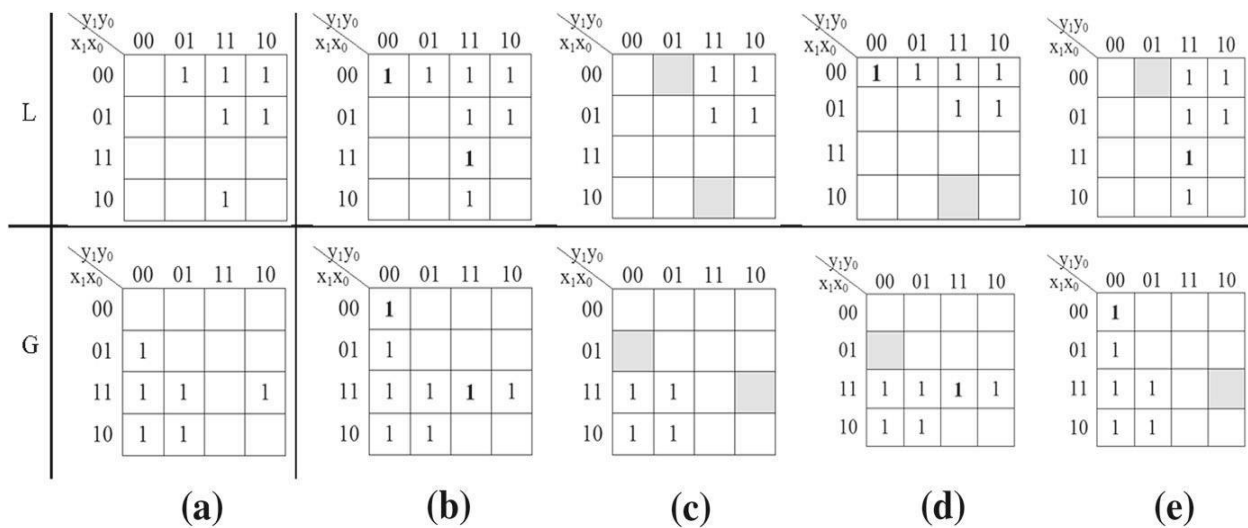 L
y₁y₀
x₁x₀ 00 01 11 10
00 1 1 1
01 1 1
11
10 1
y₁y₀
x₁x₀ 00 01 11 10
00 1 1 1 1
01 1 1
11 1
10 1
y₁y₀
x₁x₀ 00 01 11 10
00 1 1
01 1 1
11
10
y₁y₀
x₁x₀ 00 01 11 10
00 1 1 1 1
01 1 1
11
10
y₁y₀
x₁x₀ 00 01 11 10
00 1 1
01 1 1
11 1
10 1
G
y₁y₀
x₁x₀ 00 01 11 10
00
01 1
11 1 1 1
10 1 1
y₁y₀
x₁x₀ 00 01 11 10
00 1
01 1
11 1 1 1 1
10 1 1
y₁y₀
x₁x₀ 00 01 11 10
00
01
11 1 1
10 1 1
y₁y₀
x₁x₀ 00 01 11 10
00
01
11 1 1 1 1
10 1 1
y₁y₀
x₁x₀ 00 01 11 10
00 1
01 1
11 1 1
10 1 1
(a) (b) (c) (d) (e)